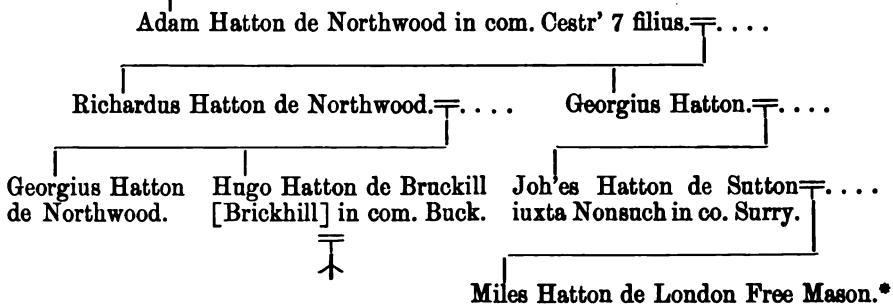 Adam Hatton de Northwood in com. Cestr' 7 filius.=....
Richardus Hatton de Northwood.=.... Georgius Hatton.=....
Georgius Hatton de Northwood.
Hugo Hatton de Bruckill [Brickhill] in com. Buck.
Joh'es Hatton de Sutton=.... iuxta Nonsuch in co. Surry.
Miles Hatton de London Free Mason.*